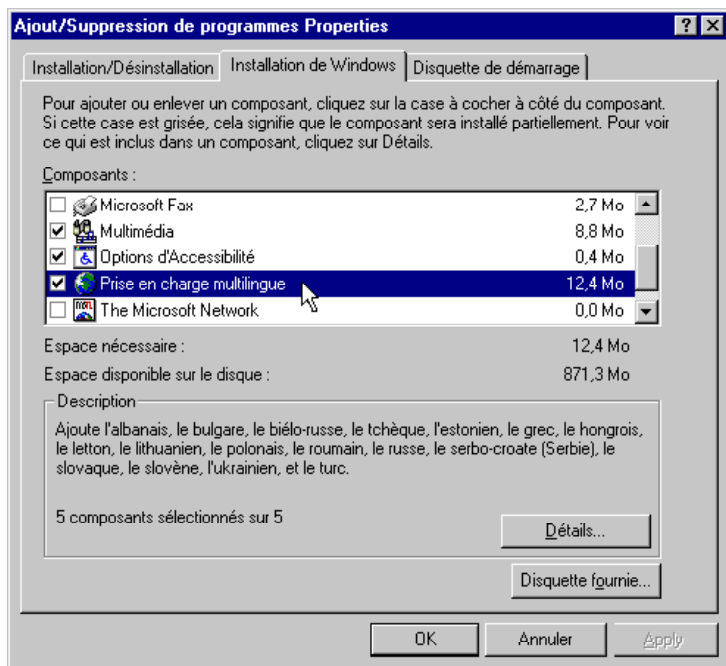 Ajout/Suppression de programmes Properties
Installation/Désinstallation Installation de Windows Disquette de démarrage
Pour ajouter ou enlever un composant, cliquez sur la case à cocher à côté du composant.
Si cette case est grisée, cela signifie que le composant sera installé partiellement. Pour voir
ce qui est inclus dans un composant, cliquez sur Détails.
Composants :
Microsoft Fax 2,7 Mo
Multimédia 8,8 Mo
Options d'Accessibilité 0,4 Mo
Prise en charge multilingue 12,4 Mo
The Microsoft Network 0,0 Mo
Espace nécessaire : 12,4 Mo
Espace disponible sur le disque : 871,3 Mo
Description
Ajoute l'albanais, le bulgare, le biélo-russe, le tchèque, l'estonien, le grec, le hongrois,
le letton, le lithuanien, le polonais, le roumain, le russe, le serbo-croate (Serbie), le
slovaque, le slovène, l'ukrainien, et le turc.
5 composants sélectionnés sur 5
Détails...
Disquette fournie...
OK Annuler Apply